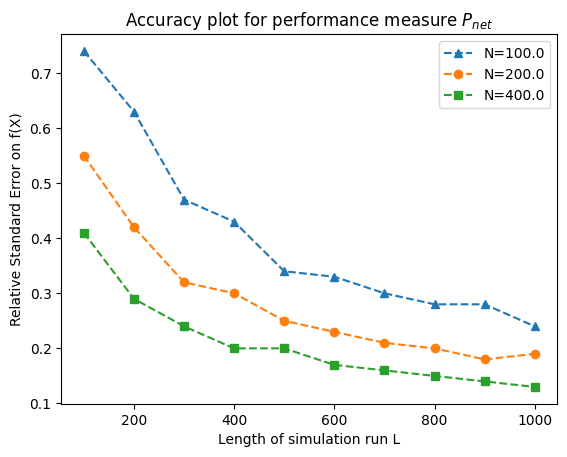 Accuracy plot for performance measure P_net
N=100.0
N=200.0
N=400.0
Relative Standard Error on f(X)
0.7
0.6
0.5
0.4
0.3
0.2
0.1
200
400
600
800
1000
Length of simulation run L